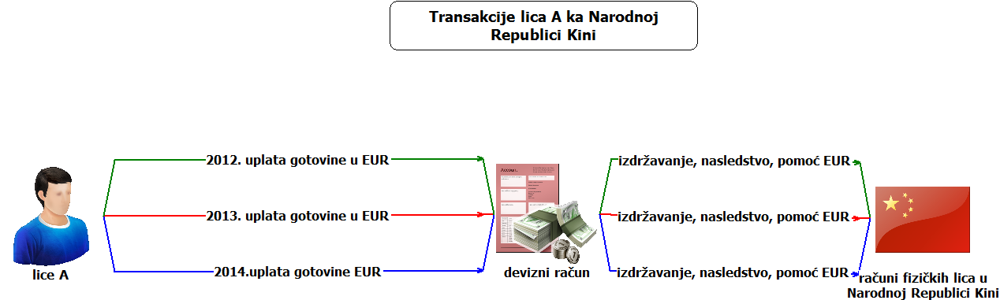 Transakcije lica A ka Narodnoj
Republici Kini
2012. uplata gotovine u EUR
izdržavanje, nasledstvo, pomoć EUR
Account
2013. uplata gotovine u EUR
izdržavanje, nasledstvo, pomoć EUR
2014.uplata gotovine EUR
izdržavanje, nasledstvo, pomoć EUR
lice A
devizni račun
računi fizičkih lica u
Narodnoj Republici Kini